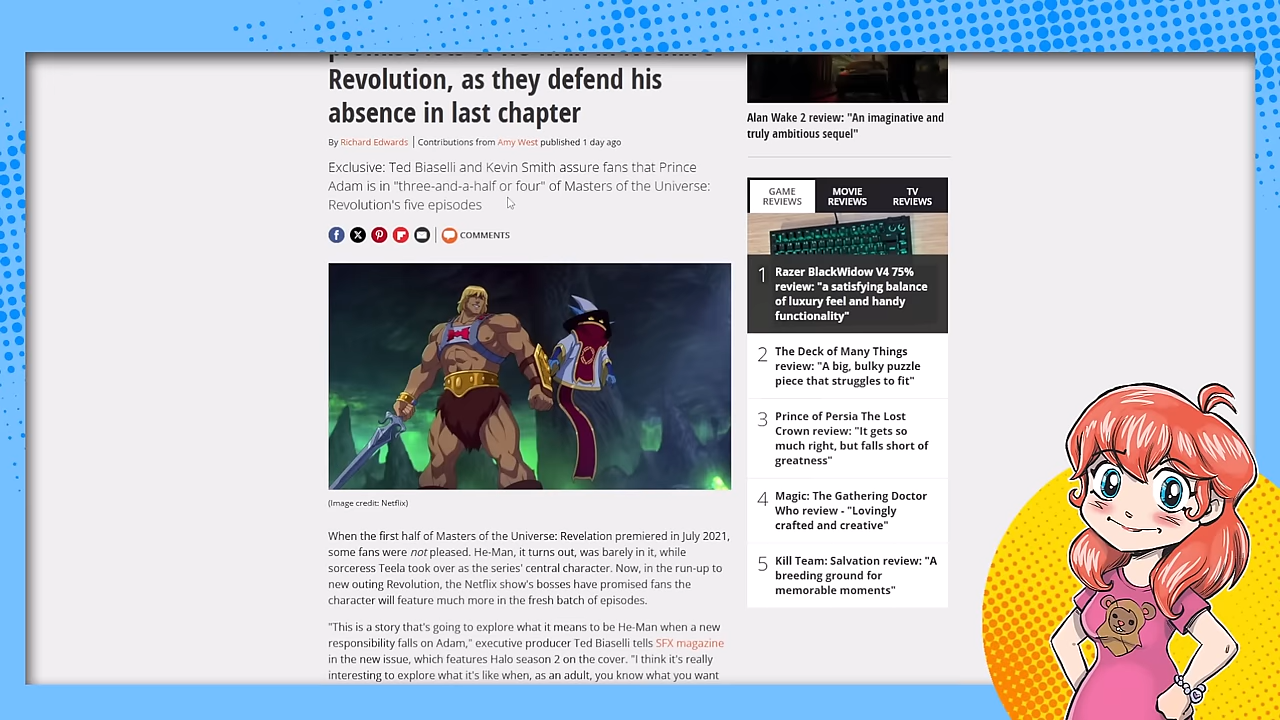 Revolution, as they defend his
absence in last chapter
By Richard Edwards | Contributions from Amy West published 1 day ago
Exclusive: Ted Biaselli and Kevin Smith assure fans that Prince
Adam is in "three-and-a-half or four" of Masters of the Universe:
Revolution's five episodes
COMMENTS
(Image credit: Netflix)
When the first half of Masters of the Universe: Revelation premiered in July 2021,
some fans were not pleased. He-Man, it turns out, was barely in it, while
sorceress Teela took over as the series' central character. Now, in the run-up to
new outing Revolution, the Netflix show's bosses have promised fans the
character will feature much more in the fresh batch of episodes.
"This is a story that's going to explore what it means to be He-Man when a new
responsibility falls on Adam," executive producer Ted Biaselli tells SFX magazine
in the new issue, which features Halo season 2 on the cover. "I think it's really
interesting to explore what it's like when, as an adult, you know what you want
Alan Wake 2 review: "An imaginative and
truly ambitious sequel"
GAME
REVIEWS
MOVIE
REVIEWS
TV
REVIEWS
1 Razer BlackWidow V4 75%
review: "a satisfying balance
of luxury feel and handy
functionality"
2 The Deck of Many Things
review: "A big, bulky puzzle
piece that struggles to fit"
3 Prince of Persia The Lost
Crown review: "It gets so
much right, but falls short of
greatness"
4 Magic: The Gathering Doctor
Who review - "Lovingly
crafted and creative"
5 Kill Team: Salvation review: "A
breeding ground for
memorable moments"